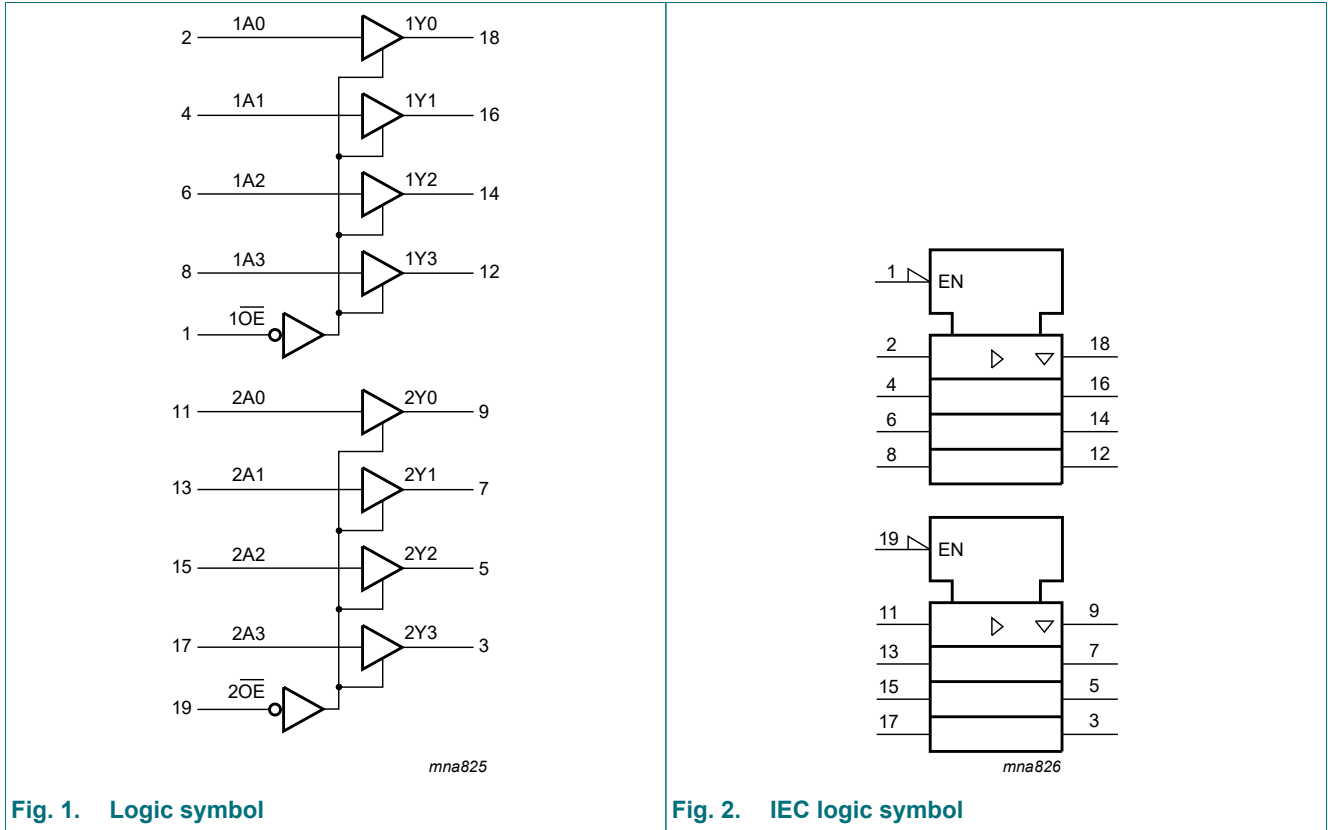 2 1A0 1Y0 18
4 1A1 1Y1 16
6 1A2 1Y2 14
8 1A3 1Y3 12
1 1O̅E̅
11 2A0 2Y0 9
13 2A1 2Y1 7
15 2A2 2Y2 5
17 2A3 2Y3 3
19 2O̅E̅
mna825
Fig. 1. Logic symbol
1 EN
2 18
4 16
6 14
8 12
19 EN
11 9
13 7
15 5
17 3
mna826
Fig. 2. IEC logic symbol